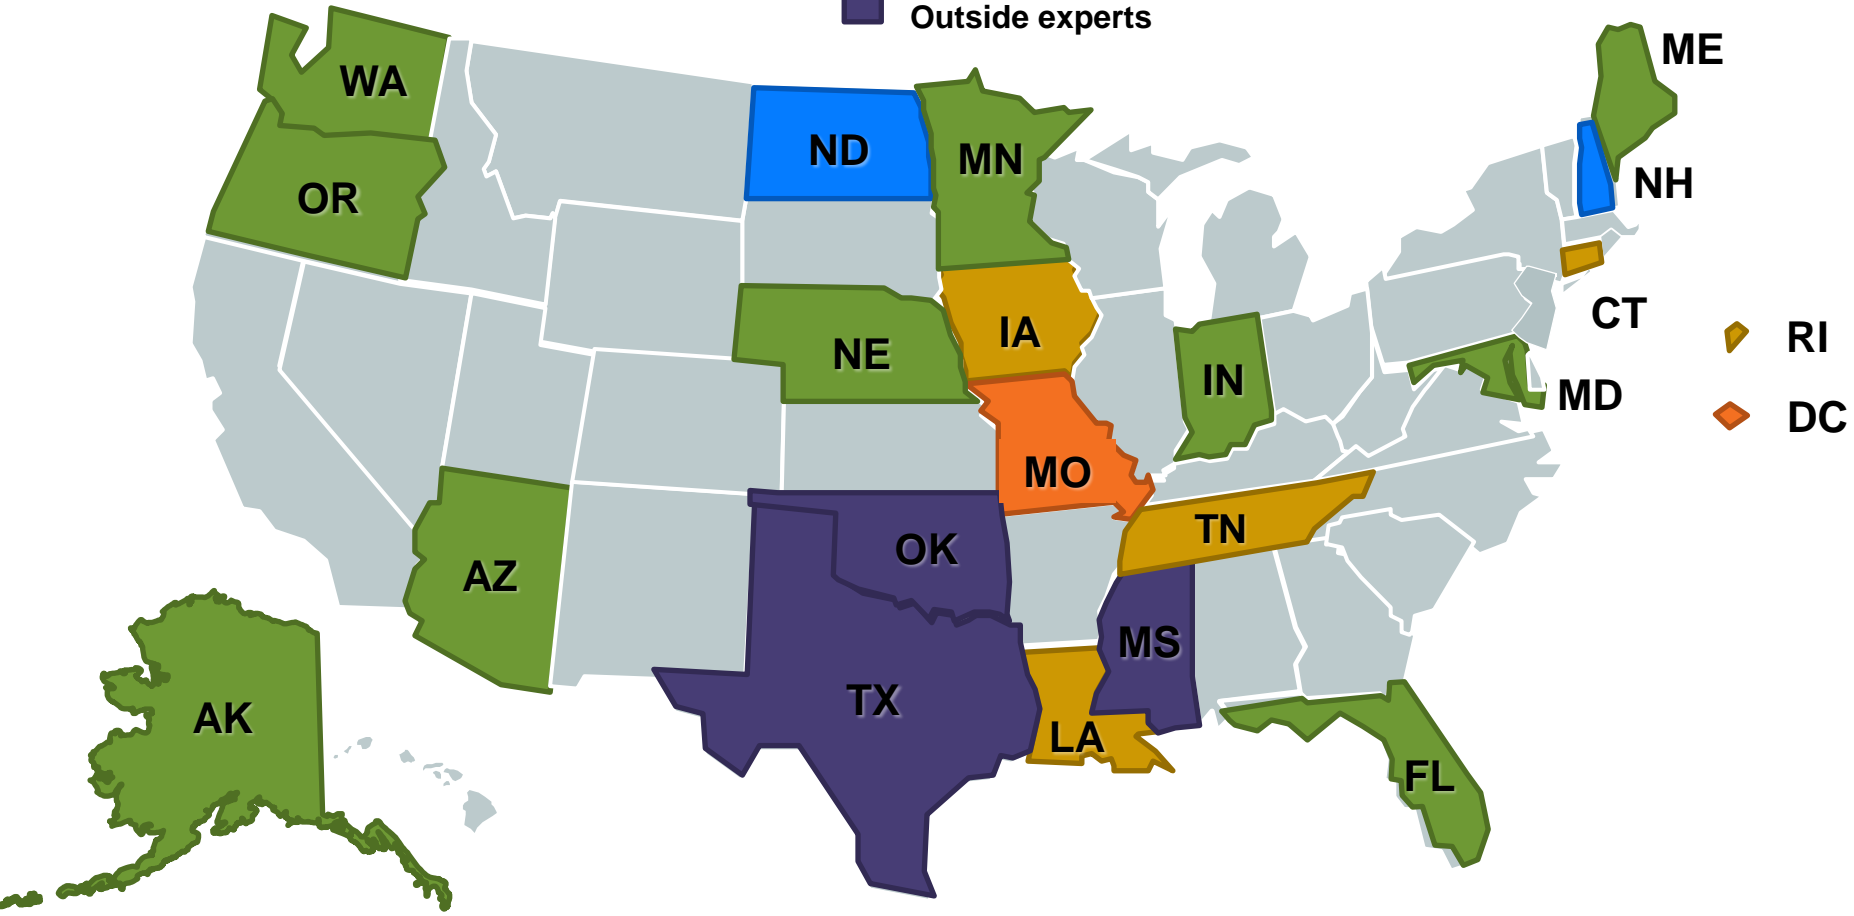 Outside experts
ME
WA
ND
MN
NH
OR
CT
IA
RI
NE
IN
MD
DC
MO
TN
OK
AZ
MS
TX
AK
LA
FL